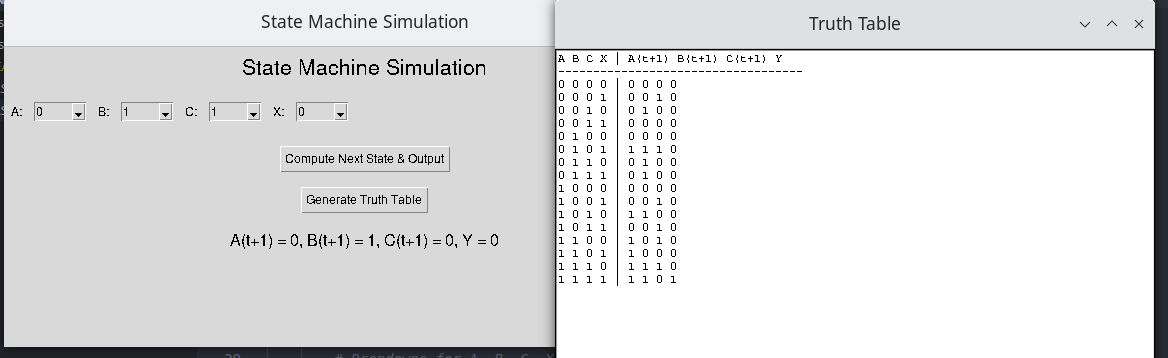 State Machine Simulation
State Machine Simulation
A: 0 B: 1 C: 1 X: 0
Compute Next State & Output
Generate Truth Table
A(t+1) = 0, B(t+1) = 1, C(t+1) = 0, Y = 0
Truth Table
A B C X | A(t+1) B(t+1) C(t+1) Y
-----------------------------------
0 0 0 0 | 0 0 0 0
0 0 0 1 | 0 0 1 0
0 0 1 0 | 0 1 0 0
0 0 1 1 | 0 0 0 0
0 1 0 0 | 0 0 0 0
0 1 0 1 | 1 1 1 0
0 1 1 0 | 0 1 0 0
0 1 1 1 | 0 1 0 0
1 0 0 0 | 0 0 0 0
1 0 0 1 | 0 0 1 0
1 0 1 0 | 1 1 0 0
1 0 1 1 | 0 0 1 0
1 1 0 0 | 1 0 1 0
1 1 0 1 | 1 0 0 0
1 1 1 0 | 1 1 1 0
1 1 1 1 | 1 1 0 1